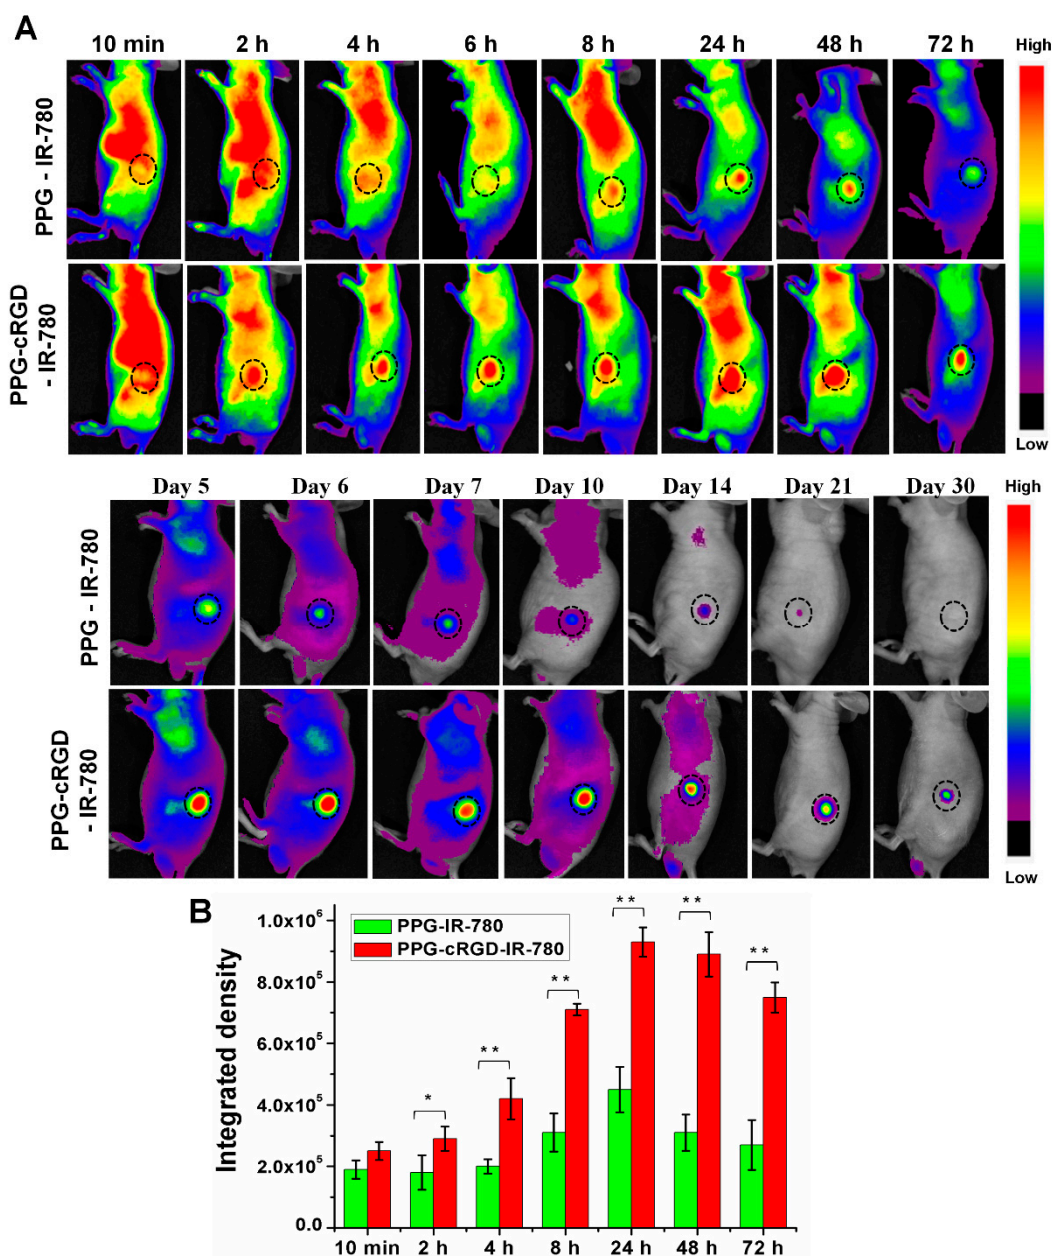 A
10 min 2 h 4 h 6 h 8 h 24 h 48 h 72 h
High
PPG - IR-780
PPG-cRGD
- IR-780
Low
Day 5 Day 6 Day 7 Day 10 Day 14 Day 21 Day 30
High
PPG - IR-780
PPG-cRGD
- IR-780
Low
B
Integrated density
1.0x10⁶
8.0x10⁵
6.0x10⁵
4.0x10⁵
2.0x10⁵
0.0
PPG-IR-780
PPG-cRGD-IR-780
*
**
**
**
**
**
10 min 2 h 4 h 8 h 24 h 48 h 72 h